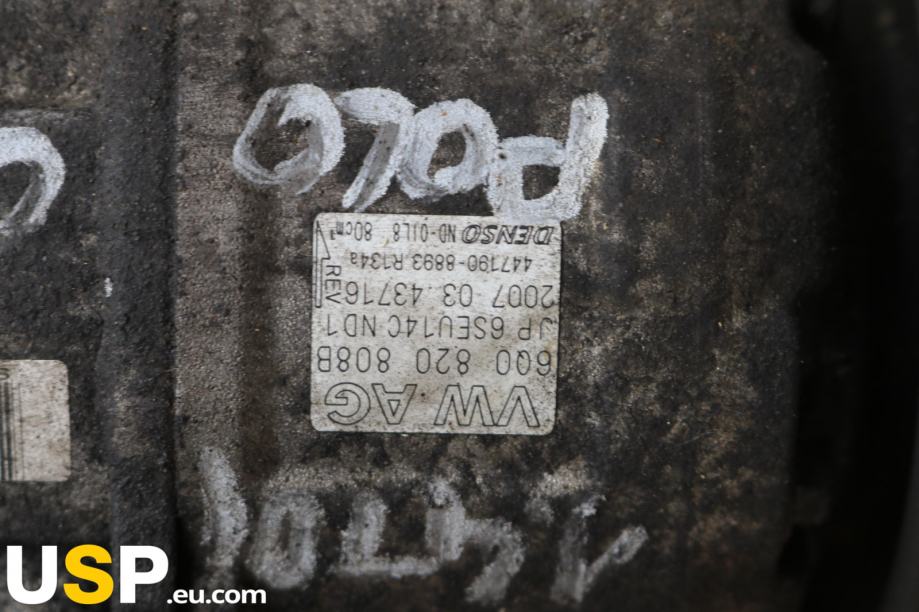 VW AG
6Q0 820 808B
JP 6SEU14C ND1
2007 03 43716
REV
447190-8893 R134a
DENSO ND-OIL8 80cm³
POLO
USP.eu.com